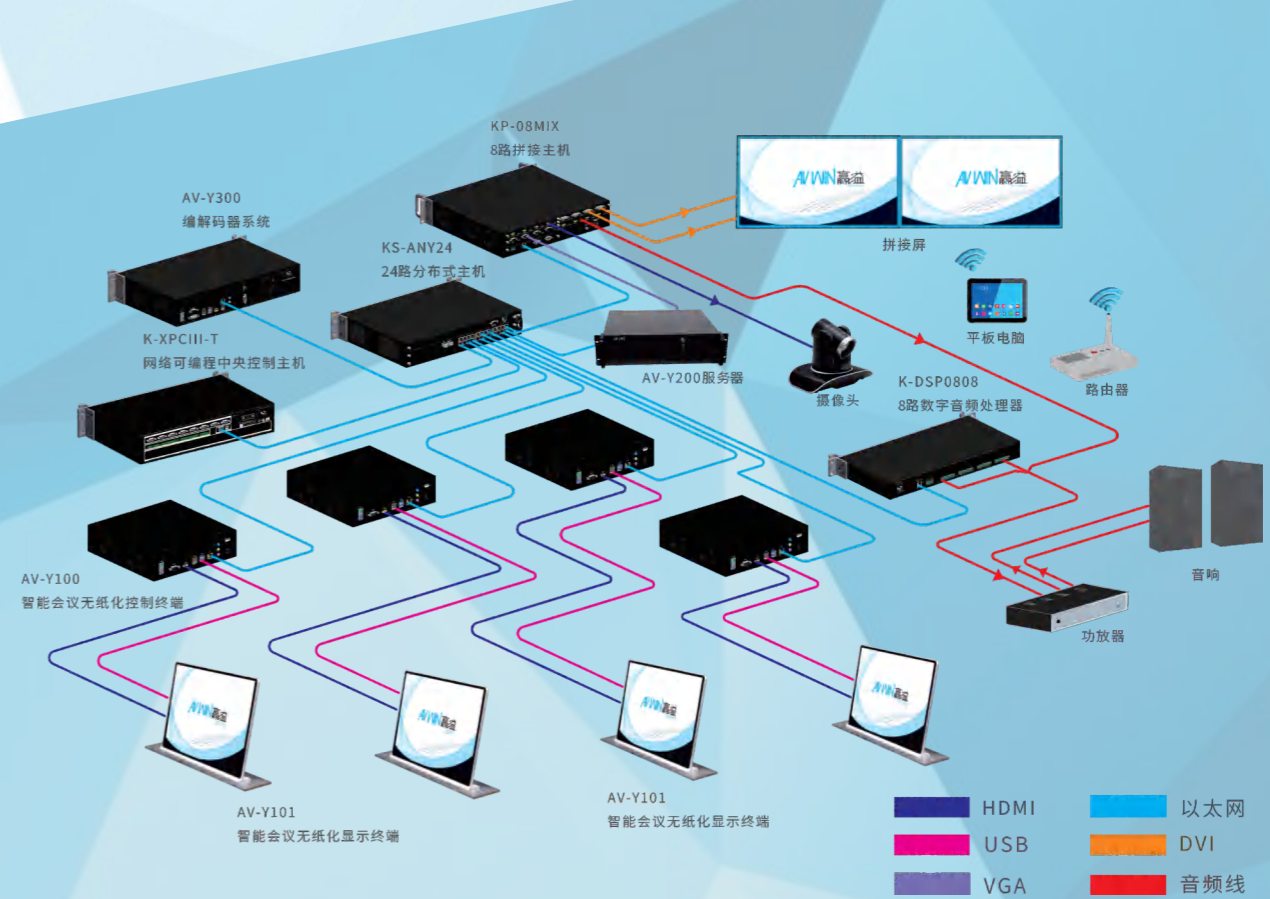 KP-08MIX
8路拼接主机
AV-Y300
编解码器系统
AVWIN赢溢
AVWIN赢溢
KS-ANY24
24路分布式主机
拼接屏
K-XPCIII-T
网络可编程中央控制主机
平板电脑
AV-Y200服务器
摄像头
K-DSP0808
8路数字音频处理器
路由器
AV-Y100
智能会议无纸化控制终端
音响
功放器
AVWIN赢溢
AVWIN赢溢
AVWIN赢溢
AVWIN赢溢
AV-Y101
智能会议无纸化显示终端
AV-Y101
智能会议无纸化显示终端
HDMI
以太网
USB
DVI
VGA
音频线